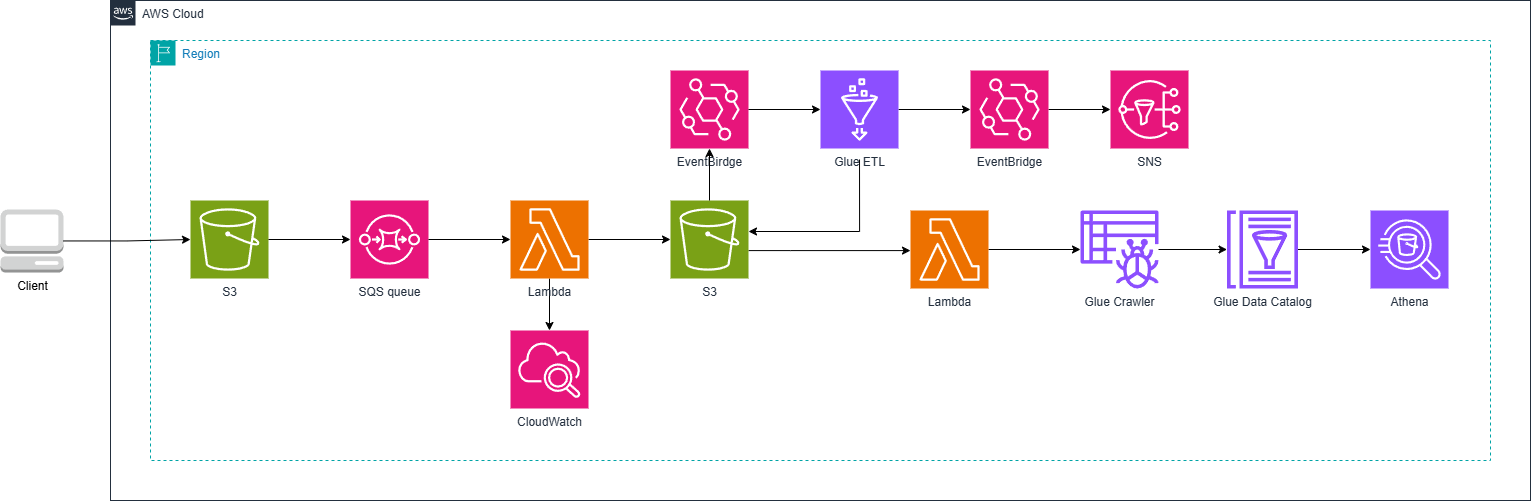 aws
AWS Cloud
Region
EventBirdge
Glue ETL
EventBridge
SNS
Client
S3
SQS queue
Lambda
S3
Lambda
Glue Crawler
Glue Data Catalog
Athena
CloudWatch